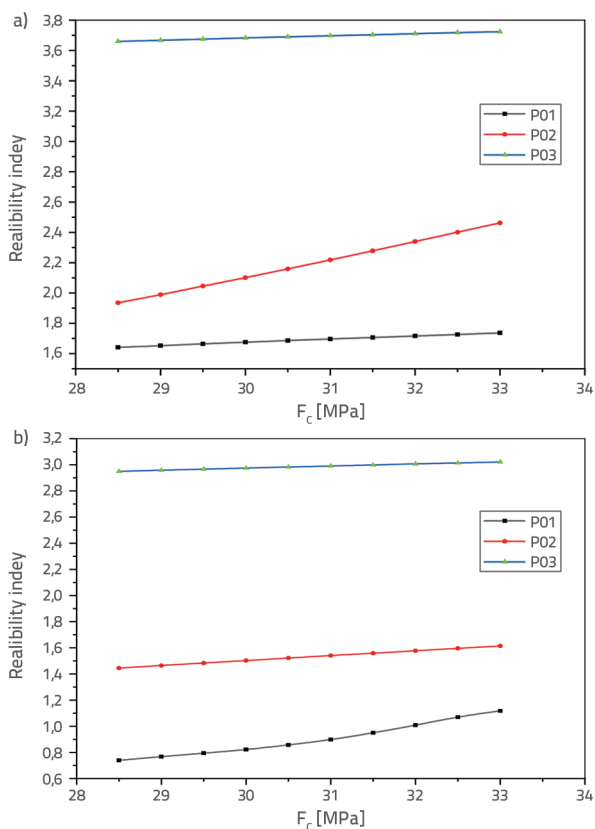 a)
3,8
3,6
3,4
3,2
3,0
2,8
2,6
2,4
2,2
2,0
1,8
1,6
Realibility indey
P01
P02
P03
28 29 30 31 32 33 34
F_c [MPa]
b)
3,2
3,0
2,8
2,6
2,4
2,2
2,0
1,8
1,6
1,4
1,2
1,0
0,8
0,6
Realibility indey
P01
P02
P03
28 29 30 31 32 33 34
F_c [MPa]